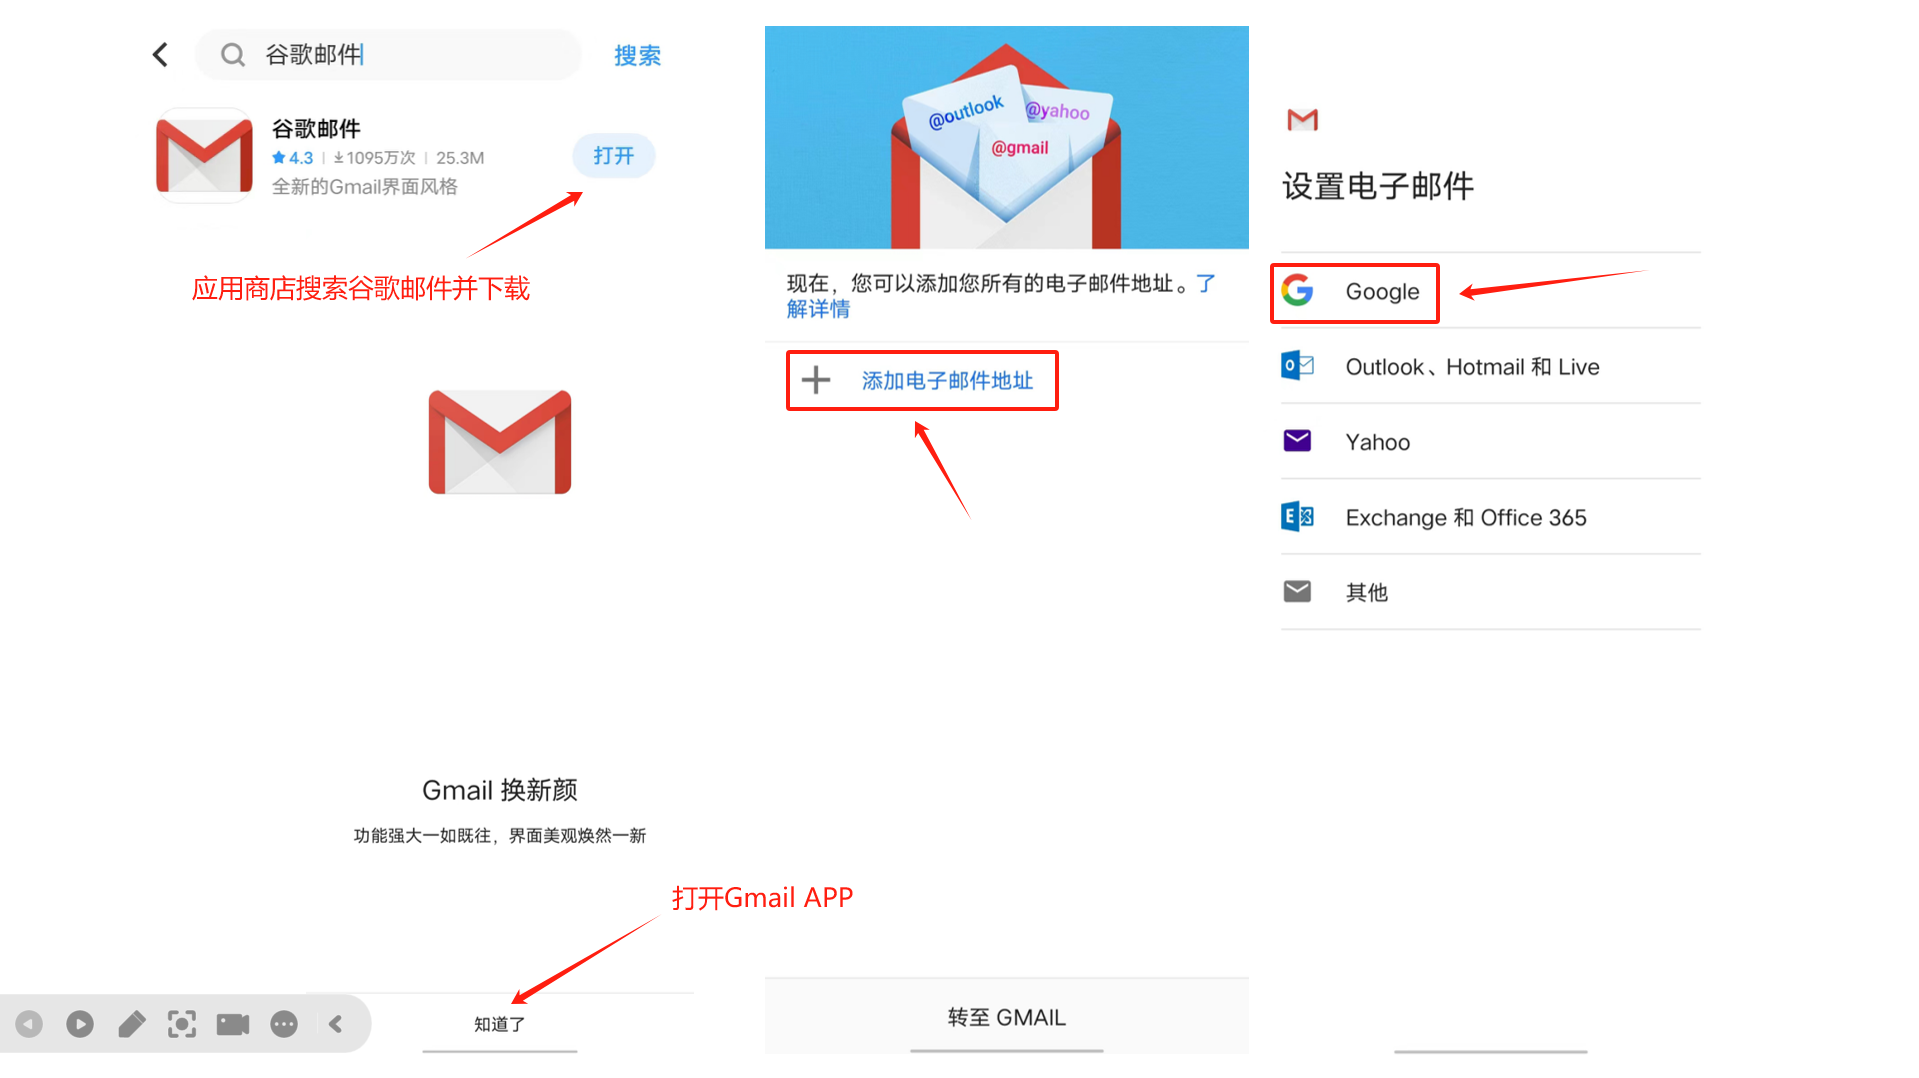 谷歌邮件
搜索
谷歌邮件
4.3 | 1095万次 | 25.3M
全新的Gmail界面风格
打开
应用商店搜索谷歌邮件并下载
Gmail 换新颜
功能强大一如既往，界面美观焕然一新
打开Gmail APP
知道了
@outlook
@yahoo
@gmail
现在，您可以添加您所有的电子邮件地址。了
解详情
添加电子邮件地址
转至 GMAIL
设置电子邮件
Google
Outlook、Hotmail 和 Live
Yahoo
Exchange 和 Office 365
其他